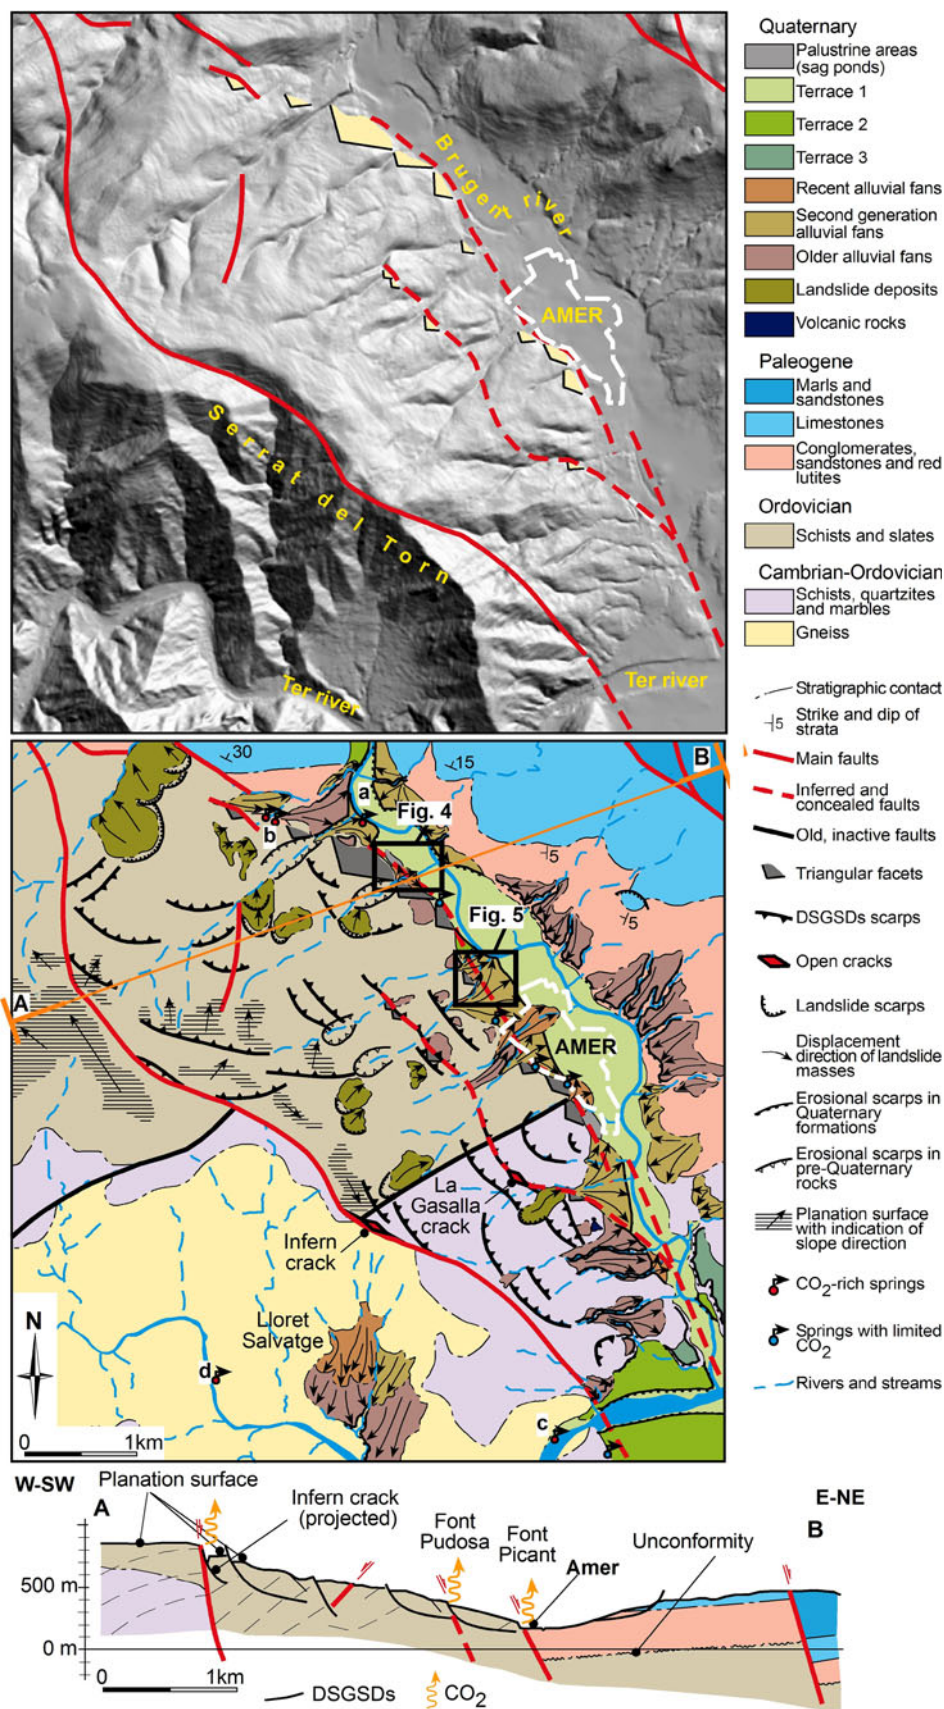 Brugent river
AMER
Serrat del Torn
Ter river
Ter river
Quaternary
Palustrine areas
(sag ponds)
Terrace 1
Terrace 2
Terrace 3
Recent alluvial fans
Second generation
alluvial fans
Older alluvial fans
Landslide deposits
Volcanic rocks
Paleogene
Marls and
sandstones
Limestones
Conglomerates,
sandstones and red
lutites
Ordovician
Schists and slates
Cambrian-Ordovician
Schists, quartzites
and marbles
Gneiss
Stratigraphic contact
5
Strike and dip of
strata
Main faults
Inferred and
concealed faults
Old, inactive faults
Triangular facets
DSGSDs scarps
Open cracks
Landslide scarps
Displacement
direction of landslide
masses
Erosional scarps in
Quaternary
formations
Erosional scarps in
pre-Quaternary
rocks
Planation surface
with indication of
slope direction
CO2-rich springs
Springs with limited
CO2
Rivers and streams
30
15
B
a
b
Fig. 4
5
Fig. 5
5
A
AMER
La
Gasalla
crack
Infern
crack
N
Lloret
Salvatge
d
c
0 1km
W-SW
Planation surface
E-NE
A
Infern crack
(projected)
Font
Pudosa
Font
Picant
Amer
Unconformity
B
500 m
0 m
0 1km
DSGSDs
CO2